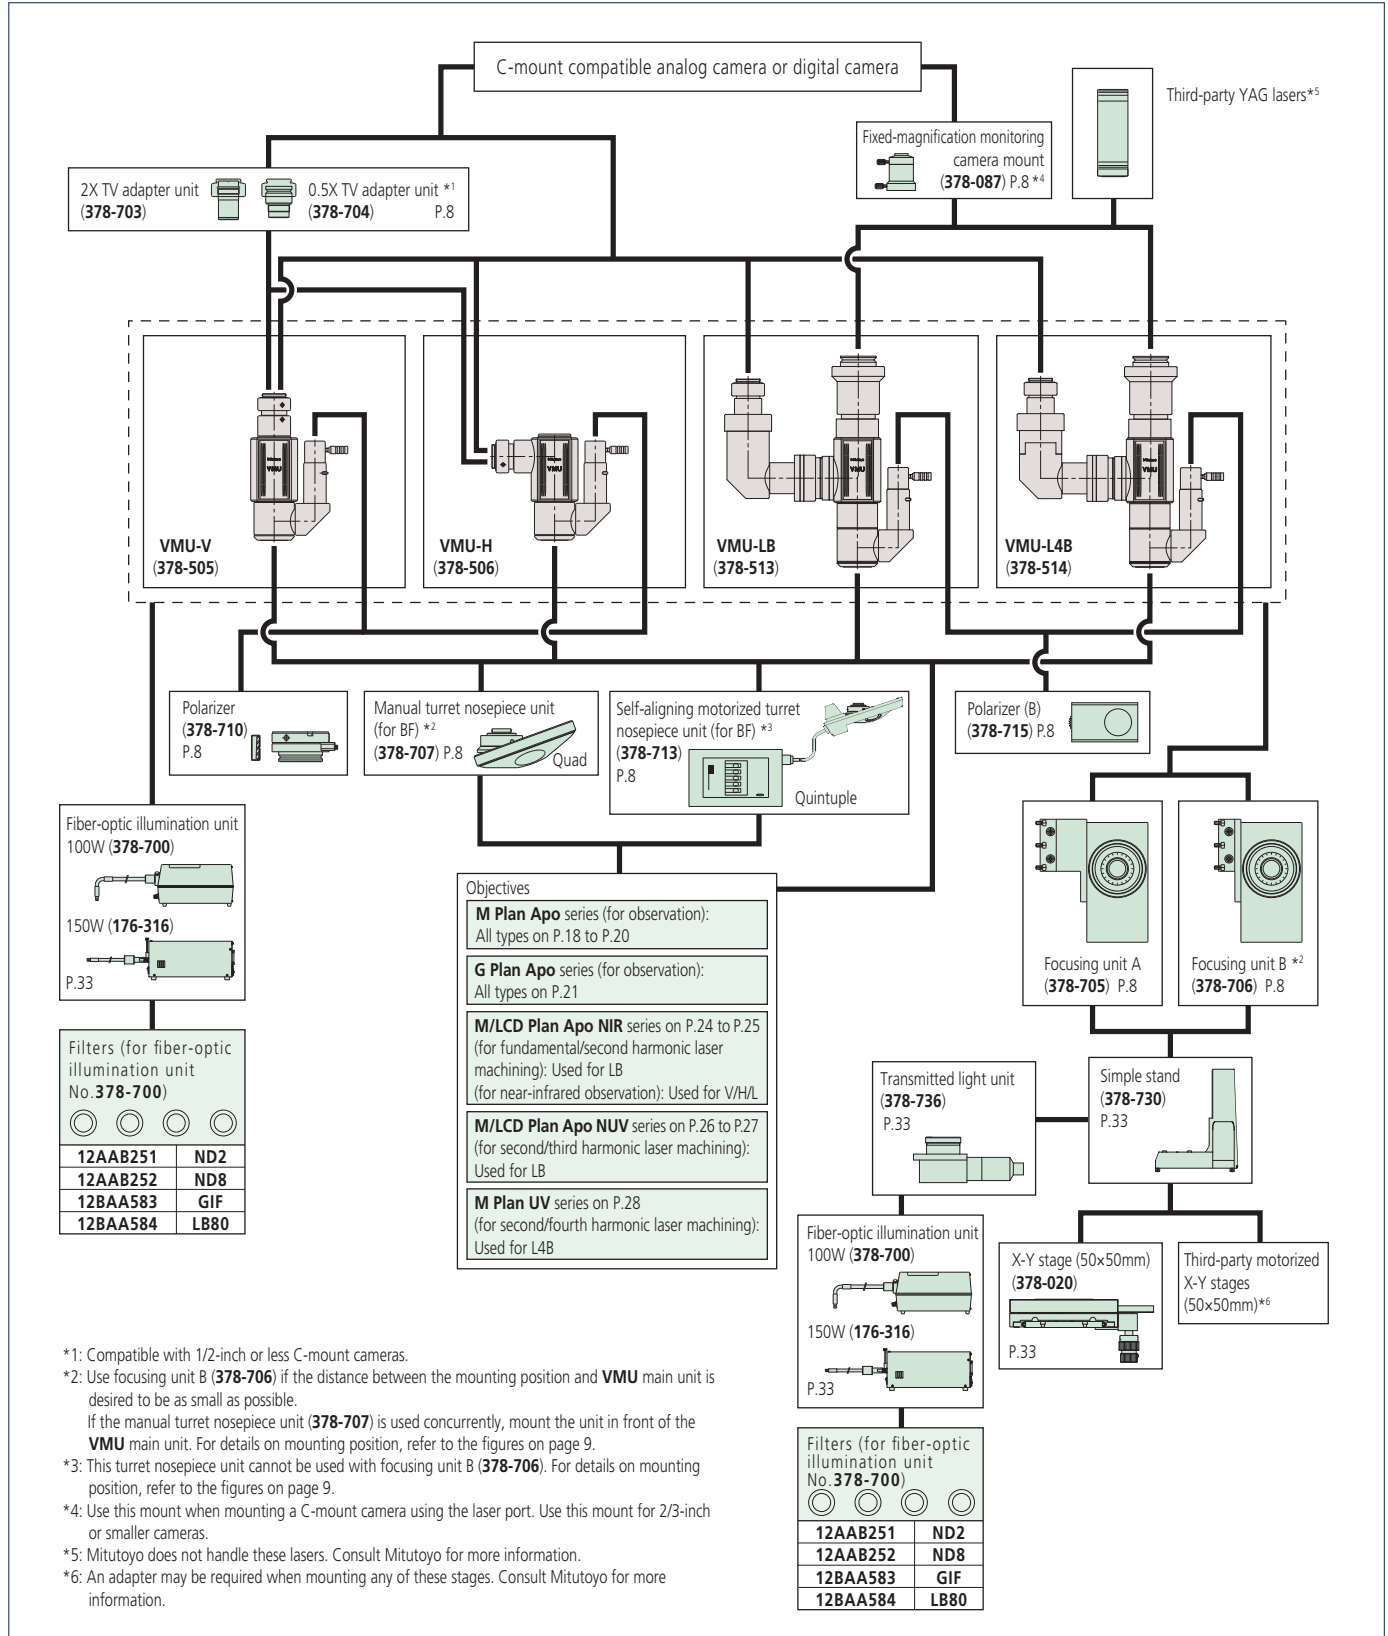 C-mount compatible analog camera or digital camera
Third-party YAG lasers*5
Fixed-magnification monitoring
camera mount
(378-087) P.8 *4
2X TV adapter unit
(378-703)
0.5X TV adapter unit *1
(378-704) P.8
VMU
VMU-V
(378-505)
VMU
VMU-H
(378-506)
VMU
VMU-LB
(378-513)
VMU
VMU-L4B
(378-514)
Polarizer
(378-710)
P.8
Manual turret nosepiece unit
(for BF) *2
(378-707) P.8
Quad
Self-aligning motorized turret
nosepiece unit (for BF) *3
(378-713)
P.8
Quintuple
Polarizer (B)
(378-715) P.8
Fiber-optic illumination unit
100W (378-700)
150W (176-316)
P.33
Filters (for fiber-optic
illumination unit
No.378-700)
12AAB251 ND2
12AAB252 ND8
12BAA583 GIF
12BAA584 LB80
Objectives
M Plan Apo series (for observation):
All types on P.18 to P.20
G Plan Apo series (for observation):
All types on P.21
M/LCD Plan Apo NIR series on P.24 to P.25
(for fundamental/second harmonic laser
machining): Used for LB
(for near-infrared observation): Used for V/H/L
M/LCD Plan Apo NUV series on P.26 to P.27
(for second/third harmonic laser machining):
Used for LB
M Plan UV series on P.28
(for second/fourth harmonic laser machining):
Used for L4B
Focusing unit A
(378-705) P.8
Focusing unit B *2
(378-706) P.8
Transmitted light unit
(378-736)
P.33
Simple stand
(378-730)
P.33
Fiber-optic illumination unit
100W (378-700)
150W (176-316)
P.33
X-Y stage (50×50mm)
(378-020)
P.33
Third-party motorized
X-Y stages
(50×50mm)*6
Filters (for fiber-optic
illumination unit
No.378-700)
12AAB251 ND2
12AAB252 ND8
12BAA583 GIF
12BAA584 LB80
*1: Compatible with 1/2-inch or less C-mount cameras.
*2: Use focusing unit B (378-706) if the distance between the mounting position and VMU main unit is
desired to be as small as possible.
If the manual turret nosepiece unit (378-707) is used concurrently, mount the unit in front of the
VMU main unit. For details on mounting position, refer to the figures on page 9.
*3: This turret nosepiece unit cannot be used with focusing unit B (378-706). For details on mounting
position, refer to the figures on page 9.
*4: Use this mount when mounting a C-mount camera using the laser port. Use this mount for 2/3-inch
or smaller cameras.
*5: Mitutoyo does not handle these lasers. Consult Mitutoyo for more information.
*6: An adapter may be required when mounting any of these stages. Consult Mitutoyo for more
information.